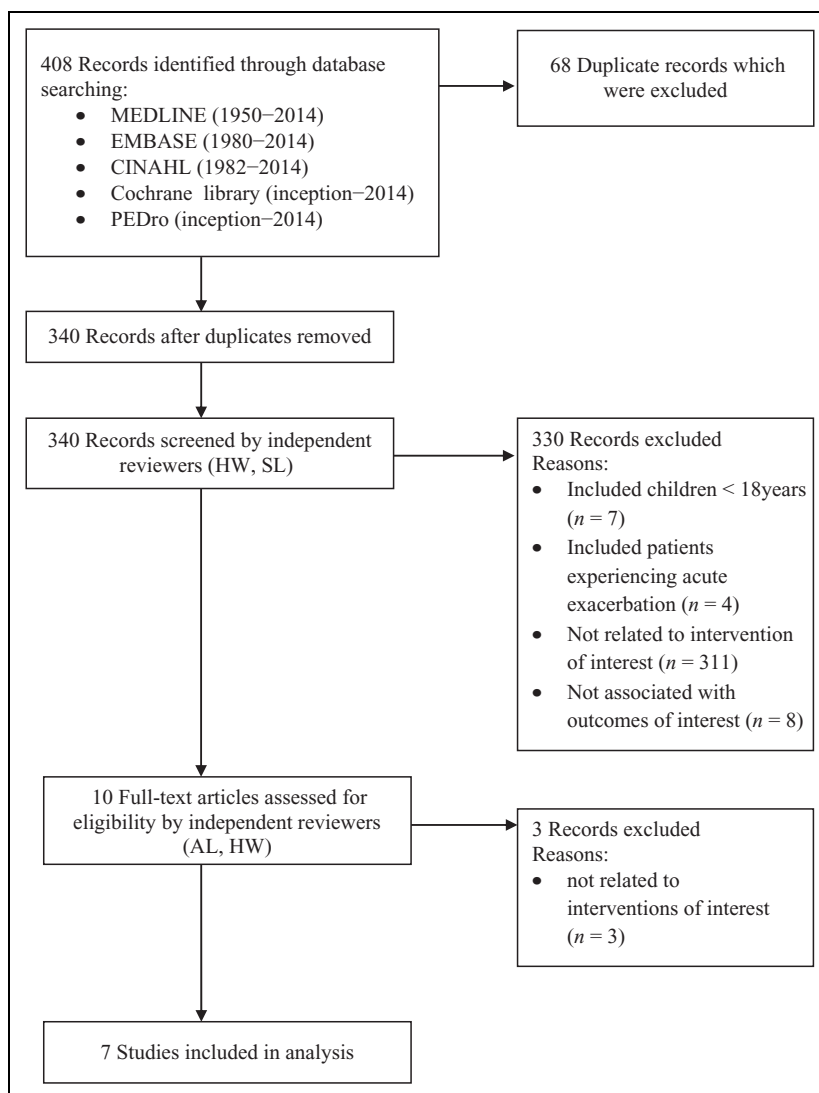 408 Records identified through database
searching:
• MEDLINE (1950−2014)
• EMBASE (1980−2014)
• CINAHL (1982−2014)
• Cochrane library (inception−2014)
• PEDro (inception−2014)
68 Duplicate records which
were excluded
340 Records after duplicates removed
340 Records screened by independent
reviewers (HW, SL)
330 Records excluded
Reasons:
• Included children < 18years
(n = 7)
• Included patients
experiencing acute
exacerbation (n = 4)
• Not related to intervention
of interest (n = 311)
• Not associated with
outcomes of interest (n = 8)
10 Full-text articles assessed for
eligibility by independent reviewers
(AL, HW)
3 Records excluded
Reasons:
• not related to
interventions of interest
(n = 3)
7 Studies included in analysis